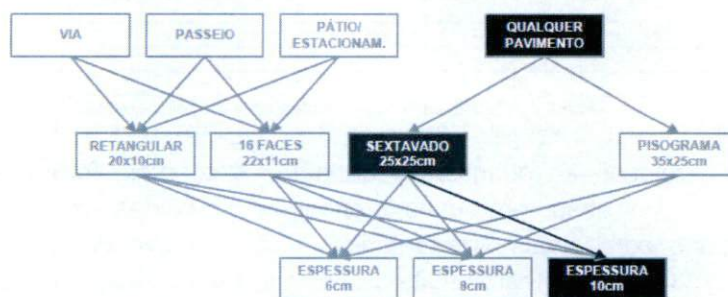 VIA
PASSEIO
PÁTIO/
ESTACIONAM.
QUALQUER
PAVIMENTO
RETANGULAR
20x10cm
16 FACES
22x11cm
SEXTAVADO
25x25cm
PISOGRAMA
35x25cm
ESPESSURA
6cm
ESPESSURA
8cm
ESPESSURA
10cm